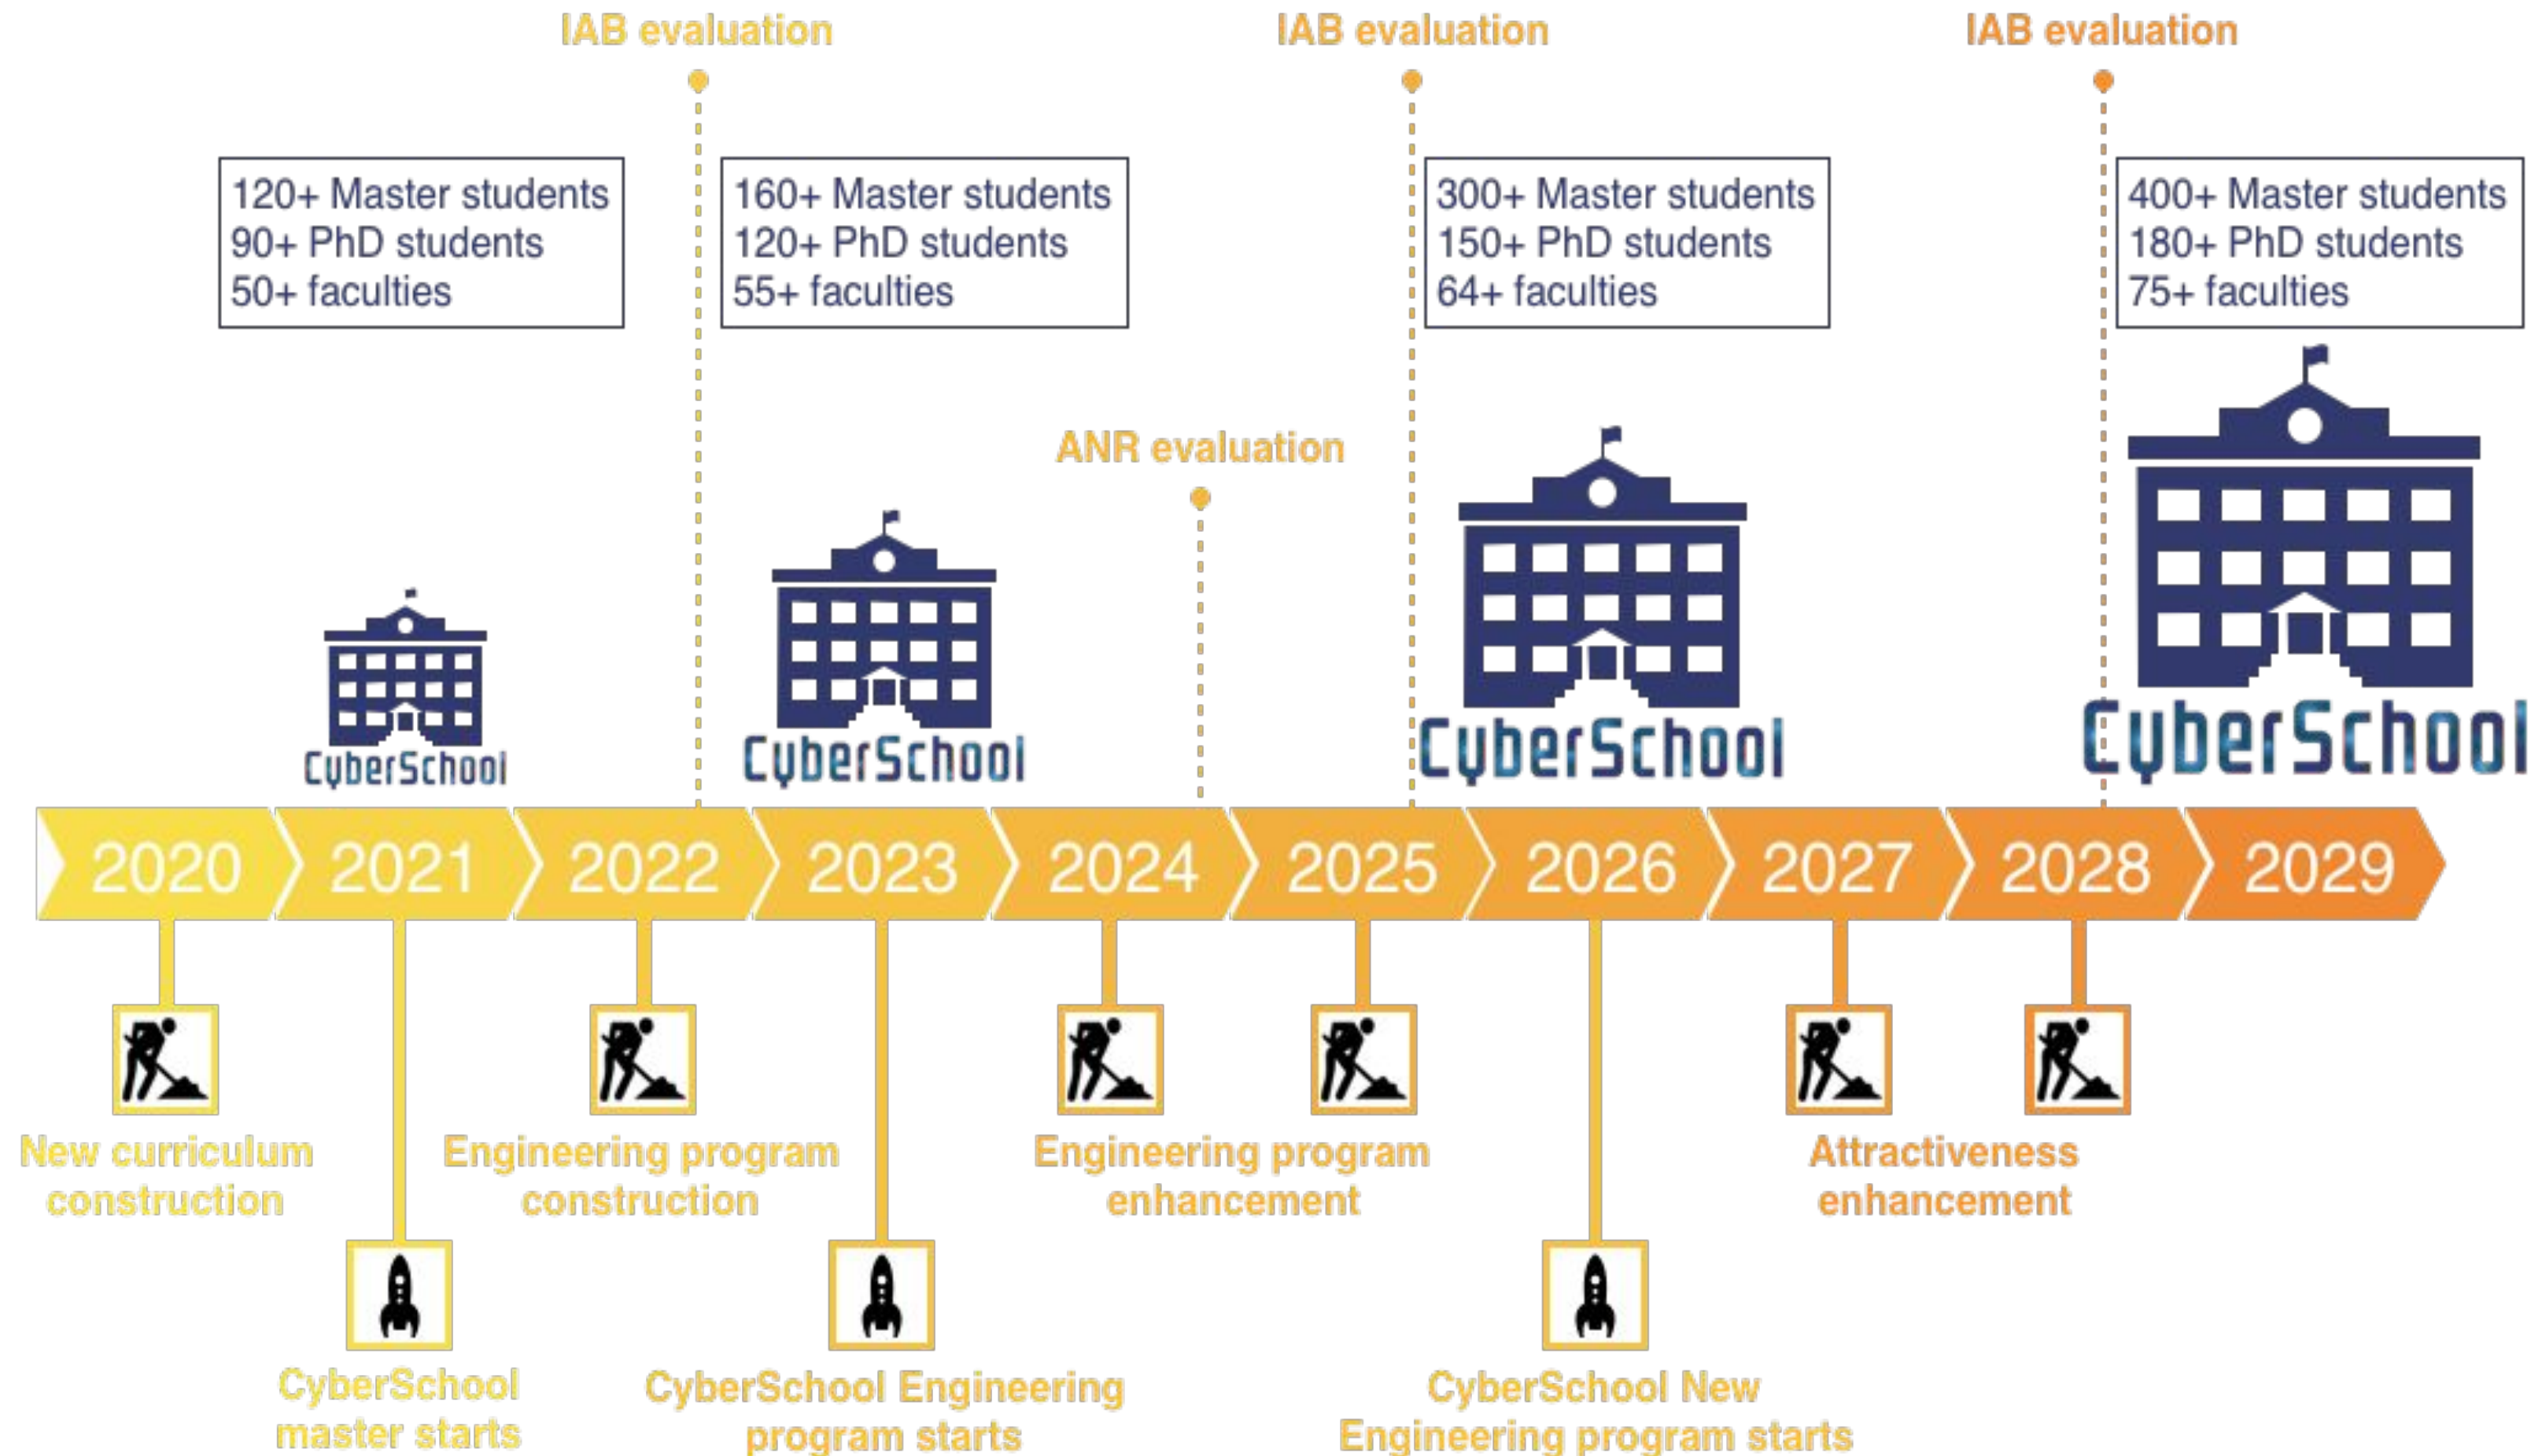 IAB evaluation
IAB evaluation
IAB evaluation
120+ Master students
90+ PhD students
50+ faculties
160+ Master students
120+ PhD students
55+ faculties
300+ Master students
150+ PhD students
64+ faculties
400+ Master students
180+ PhD students
75+ faculties
ANR evaluation
CyberSchool
CyberSchool
CyberSchool
CyberSchool
2020
2021
2022
2023
2024
2025
2026
2027
2028
2029
New curriculum
construction
Engineering program
construction
Engineering program
enhancement
Attractiveness
enhancement
CyberSchool
master starts
CyberSchool Engineering
program starts
CyberSchool New
Engineering program starts